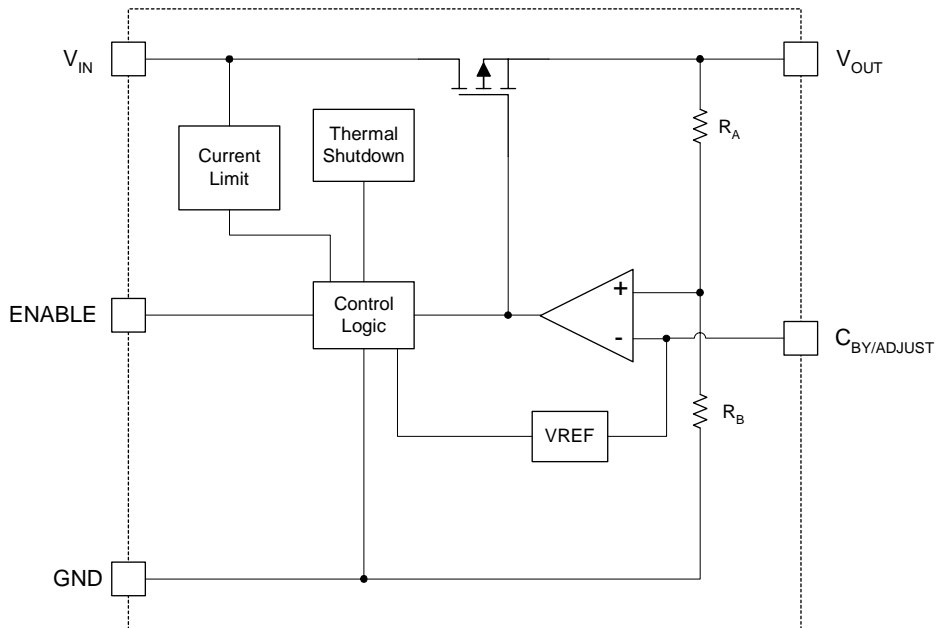 VIN
VOUT
RA
Thermal
Shutdown
Current
Limit
+
ENABLE
Control
Logic
-
CBY/ADJUST
RB
VREF
GND